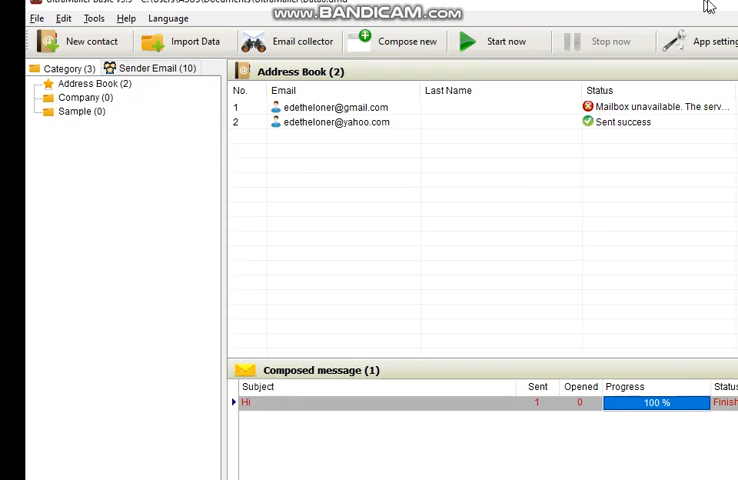 www.BANDICAM.com
File Edit Tools Help Language
New contact Import Data Email collector Compose new Start now Stop now App setting
Category (3) Sender Email (10)
Address Book (2)
Company (0)
Sample (0)
Address Book (2)
No. Email Last Name Status
1 edetheloner@gmail.com Mailbox unavailable. The serv...
2 edetheloner@yahoo.com Sent success
Composed message (1)
Subject Sent Opened Progress Status
Hi 1 0 100 % Finish